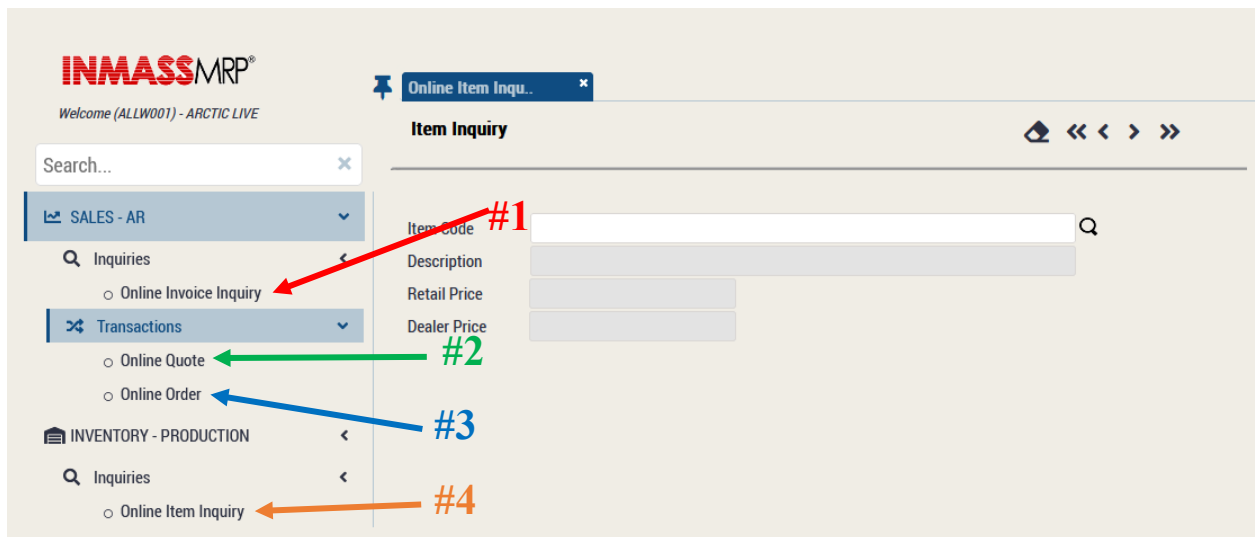 INMASSMRP®
Welcome (ALLW001) - ARCTIC LIVE
Search...
SALES - AR
Inquiries
Online Invoice Inquiry
Transactions
Online Quote
Online Order
INVENTORY - PRODUCTION
Inquiries
Online Item Inquiry
Online Item Inqu..
Item Inquiry
Item Code
Description
Retail Price
Dealer Price
#1
#2
#3
#4